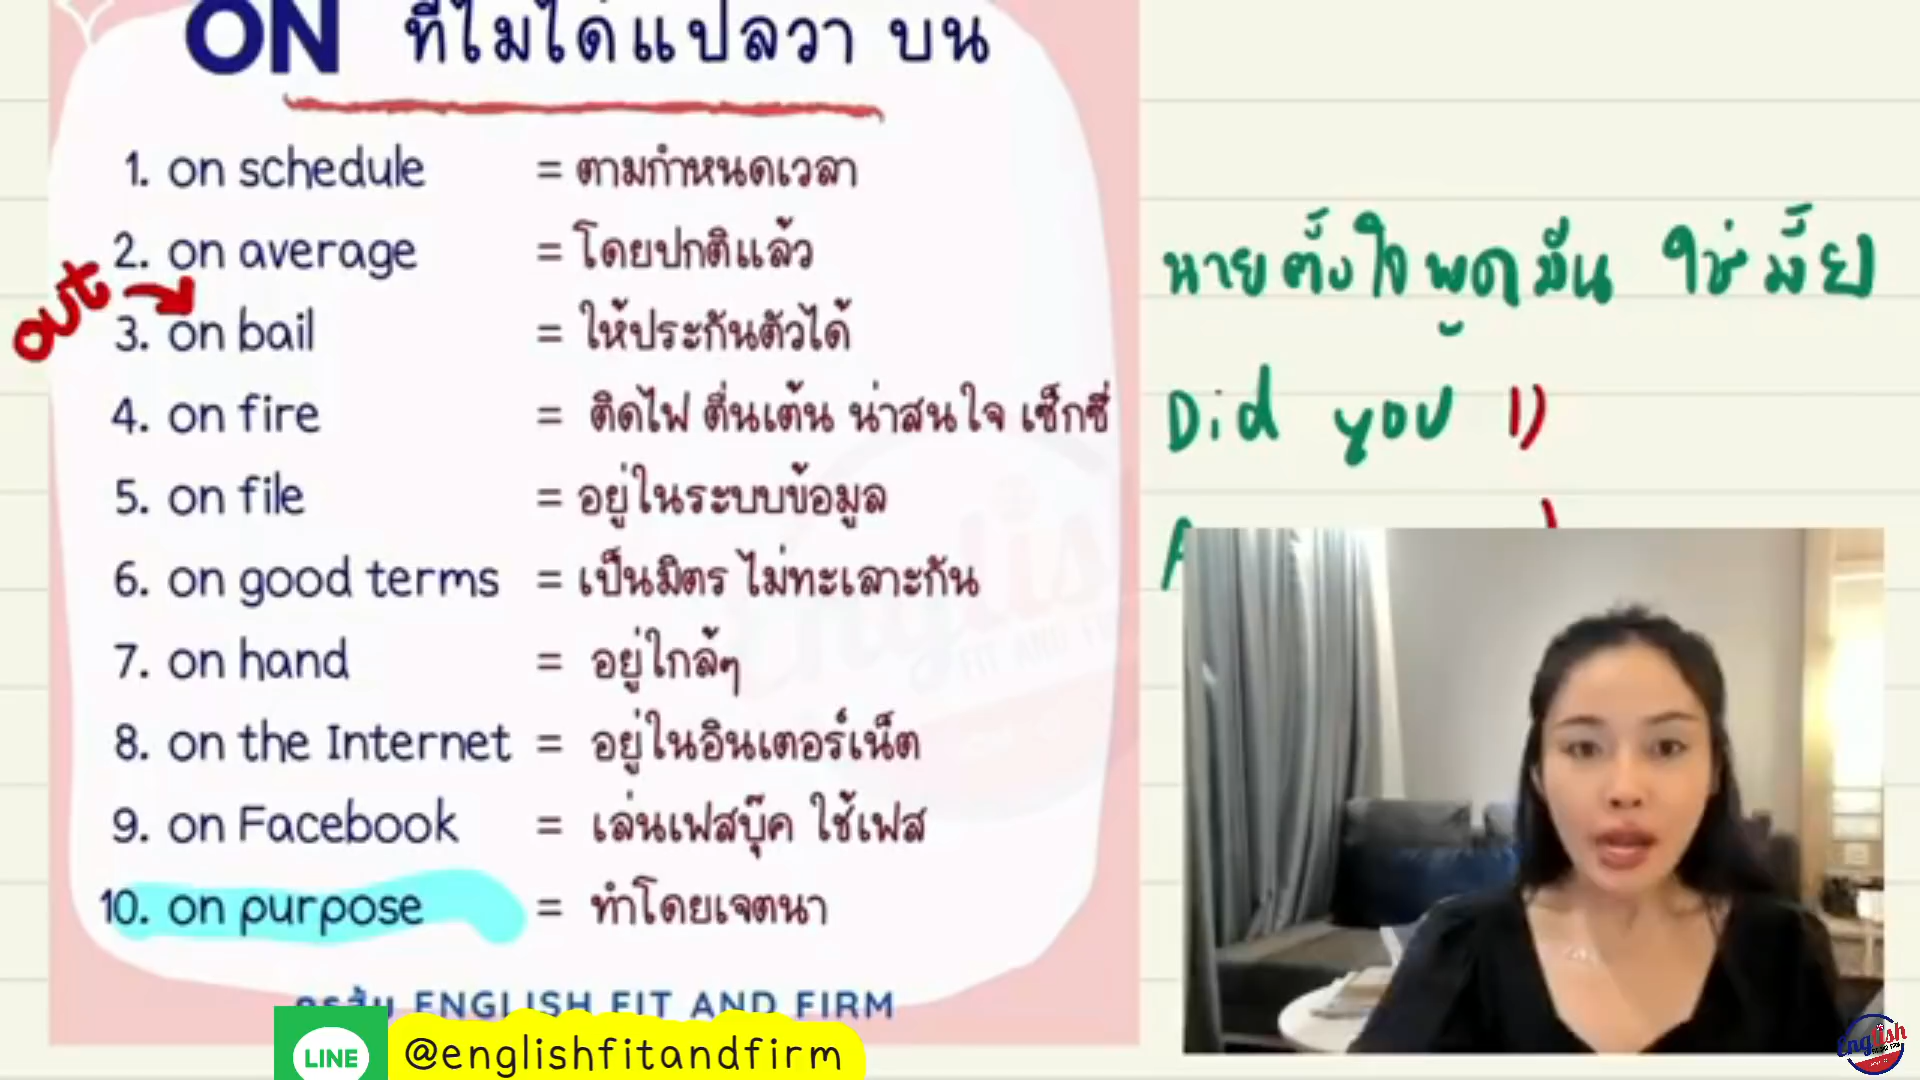 ON ที่ไม่ได้แปลว่า บน
1. on schedule = ตามกำหนดเวลา
2. on average = โดยปกติแล้ว
out
3. on bail = ให้ประกันตัวได้
4. on fire = ติดไฟ ตื่นเต้น น่าสนใจ เซ็กซี่
5. on file = อยู่ในระบบข้อมูล
6. on good terms = เป็นมิตร ไม่ทะเลาะกัน
7. on hand = อยู่ใกล้ๆ
8. on the Internet = อยู่ในอินเตอร์เน็ต
9. on Facebook = เล่นเฟสบุ๊ค ใช้เฟส
10. on purpose = ทำโดยเจตนา
ENGLISH FIT AND FIRM
LINE @englishfitandfirm
นายตั้งใจพูดมัน ใช่มั้ย
Did you 1)
English